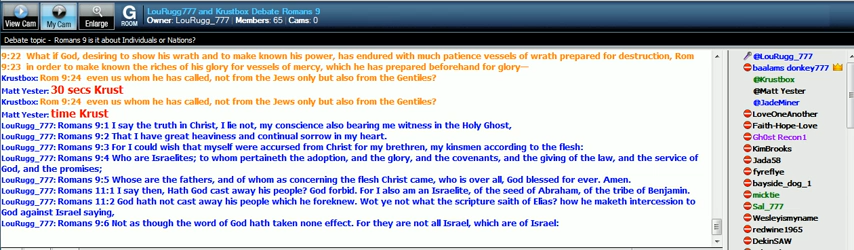 View Cam
My Cam
Enlarge
G
ROOM
LouRugg777 and Krustbox Debate Romans 9
Owner: LouRugg_777 | Members: 65 | Cams: 0
Debate topic - Romans 9 is it about Individuals or Nations?
9:22 What if God, desiring to show his wrath and to make known his power, has endured with much patience vessels of wrath prepared for destruction, Rom
9:23 in order to make known the riches of his glory for vessels of mercy, which he has prepared beforehand for glory—
Krustbox: Rom 9:24 even us whom he has called, not from the Jews only but also from the Gentiles?
Matt Yester: 30 secs Krust
Krustbox: Rom 9:24 even us whom he has called, not from the Jews only but also from the Gentiles?
Matt Yester: time Krust
LouRugg_777: Romans 9:1 I say the truth in Christ, I lie not, my conscience also bearing me witness in the Holy Ghost,
LouRugg_777: Romans 9:2 That I have great heaviness and continual sorrow in my heart.
LouRugg_777: Romans 9:3 For I could wish that myself were accursed from Christ for my brethren, my kinsmen according to the flesh:
LouRugg_777: Romans 9:4 Who are Israelites; to whom pertaineth the adoption, and the glory, and the covenants, and the giving of the law, and the service of
God, and the promises;
LouRugg_777: Romans 9:5 Whose are the fathers, and of whom as concerning the flesh Christ came, who is over all, God blessed for ever. Amen.
LouRugg_777: Romans 11:1 I say then, Hath God cast away his people? God forbid. For I also am an Israelite, of the seed of Abraham, of the tribe of Benjamin.
LouRugg_777: Romans 11:2 God hath not cast away his people which he foreknew. Wot ye not what the scripture saith of Elias? how he maketh intercession to
God against Israel saying,
LouRugg_777: Romans 9:6 Not as though the word of God hath taken none effect. For they are not all Israel, which are of Israel:
@LouRugg_777
baalams donkey777
@Krustbox
@Matt Yester
@JadeMiner
LoveOneAnother
Faith-Hope-Love
Gh0st Recon1
KimBrooks
Jada58
fyreflye
bayside_dog_1
micktie
Sal_777
Wesleyismyname
redwine1965
DekinSAW